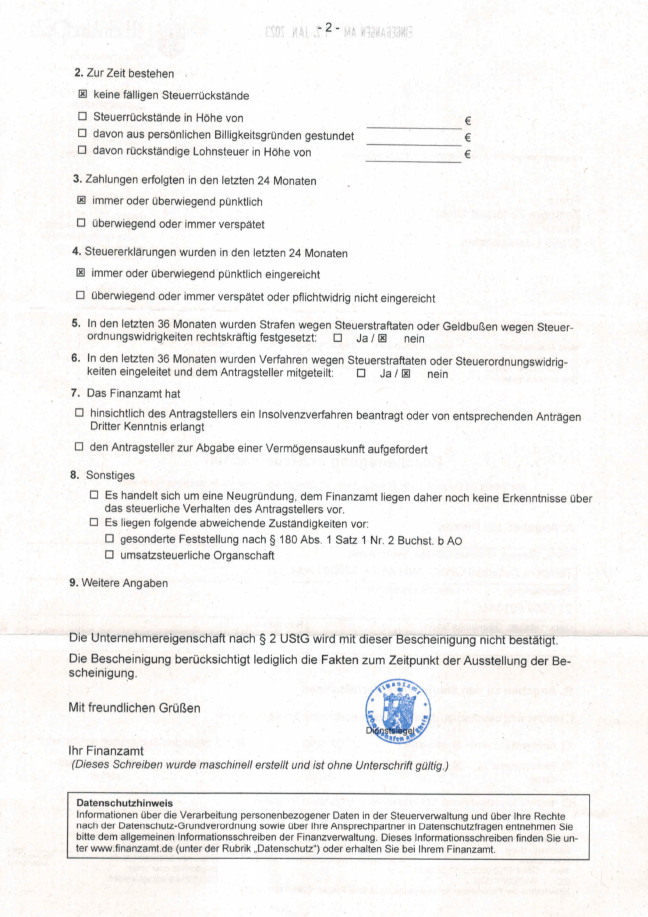 - 2 -
2. Zur Zeit bestehen
☒ keine fälligen Steuerrückstände
☐ Steuerrückstände in Höhe von €
☐ davon aus persönlichen Billigkeitsgründen gestundet €
☐ davon rückständige Lohnsteuer in Höhe von €
3. Zahlungen erfolgten in den letzten 24 Monaten
☒ immer oder überwiegend pünktlich
☐ überwiegend oder immer verspätet
4. Steuererklärungen wurden in den letzten 24 Monaten
☒ immer oder überwiegend pünktlich eingereicht
☐ überwiegend oder immer verspätet oder pflichtwidrig nicht eingereicht
5. In den letzten 36 Monaten wurden Strafen wegen Steuerstraftaten oder Geldbußen wegen Steuer-
ordnungswidrigkeiten rechtskräftig festgesetzt: ☐ Ja / ☒ nein
6. In den letzten 36 Monaten wurden Verfahren wegen Steuerstraftaten oder Steuerordnungswidrig-
keiten eingeleitet und dem Antragsteller mitgeteilt: ☐ Ja / ☒ nein
7. Das Finanzamt hat
☐ hinsichtlich des Antragstellers ein Insolvenzverfahren beantragt oder von entsprechenden Anträgen
Dritter Kenntnis erlangt
☐ den Antragsteller zur Abgabe einer Vermögensauskunft aufgefordert
8. Sonstiges
☐ Es handelt sich um eine Neugründung, dem Finanzamt liegen daher noch keine Erkenntnisse über
das steuerliche Verhalten des Antragstellers vor.
☐ Es liegen folgende abweichende Zuständigkeiten vor:
☐ gesonderte Feststellung nach § 180 Abs. 1 Satz 1 Nr. 2 Buchst. b AO
☐ umsatzsteuerliche Organschaft
9. Weitere Angaben
Die Unternehmereigenschaft nach § 2 UStG wird mit dieser Bescheinigung nicht bestätigt.
Die Bescheinigung berücksichtigt lediglich die Fakten zum Zeitpunkt der Ausstellung der Be-
scheinigung.
Mit freundlichen Grüßen
Finanzamt
Ludwigshafen am Rhein
Dienstsiegel
Ihr Finanzamt
(Dieses Schreiben wurde maschinell erstellt und ist ohne Unterschrift gültig.)
Datenschutzhinweis
Informationen über die Verarbeitung personenbezogener Daten in der Steuerverwaltung und über Ihre Rechte
nach der Datenschutz-Grundverordnung sowie über Ihre Ansprechpartner in Datenschutzfragen entnehmen Sie
bitte dem allgemeinen Informationsschreiben der Finanzverwaltung. Dieses Informationsschreiben finden Sie un-
ter www.finanzamt.de (unter der Rubrik „Datenschutz") oder erhalten Sie bei Ihrem Finanzamt.